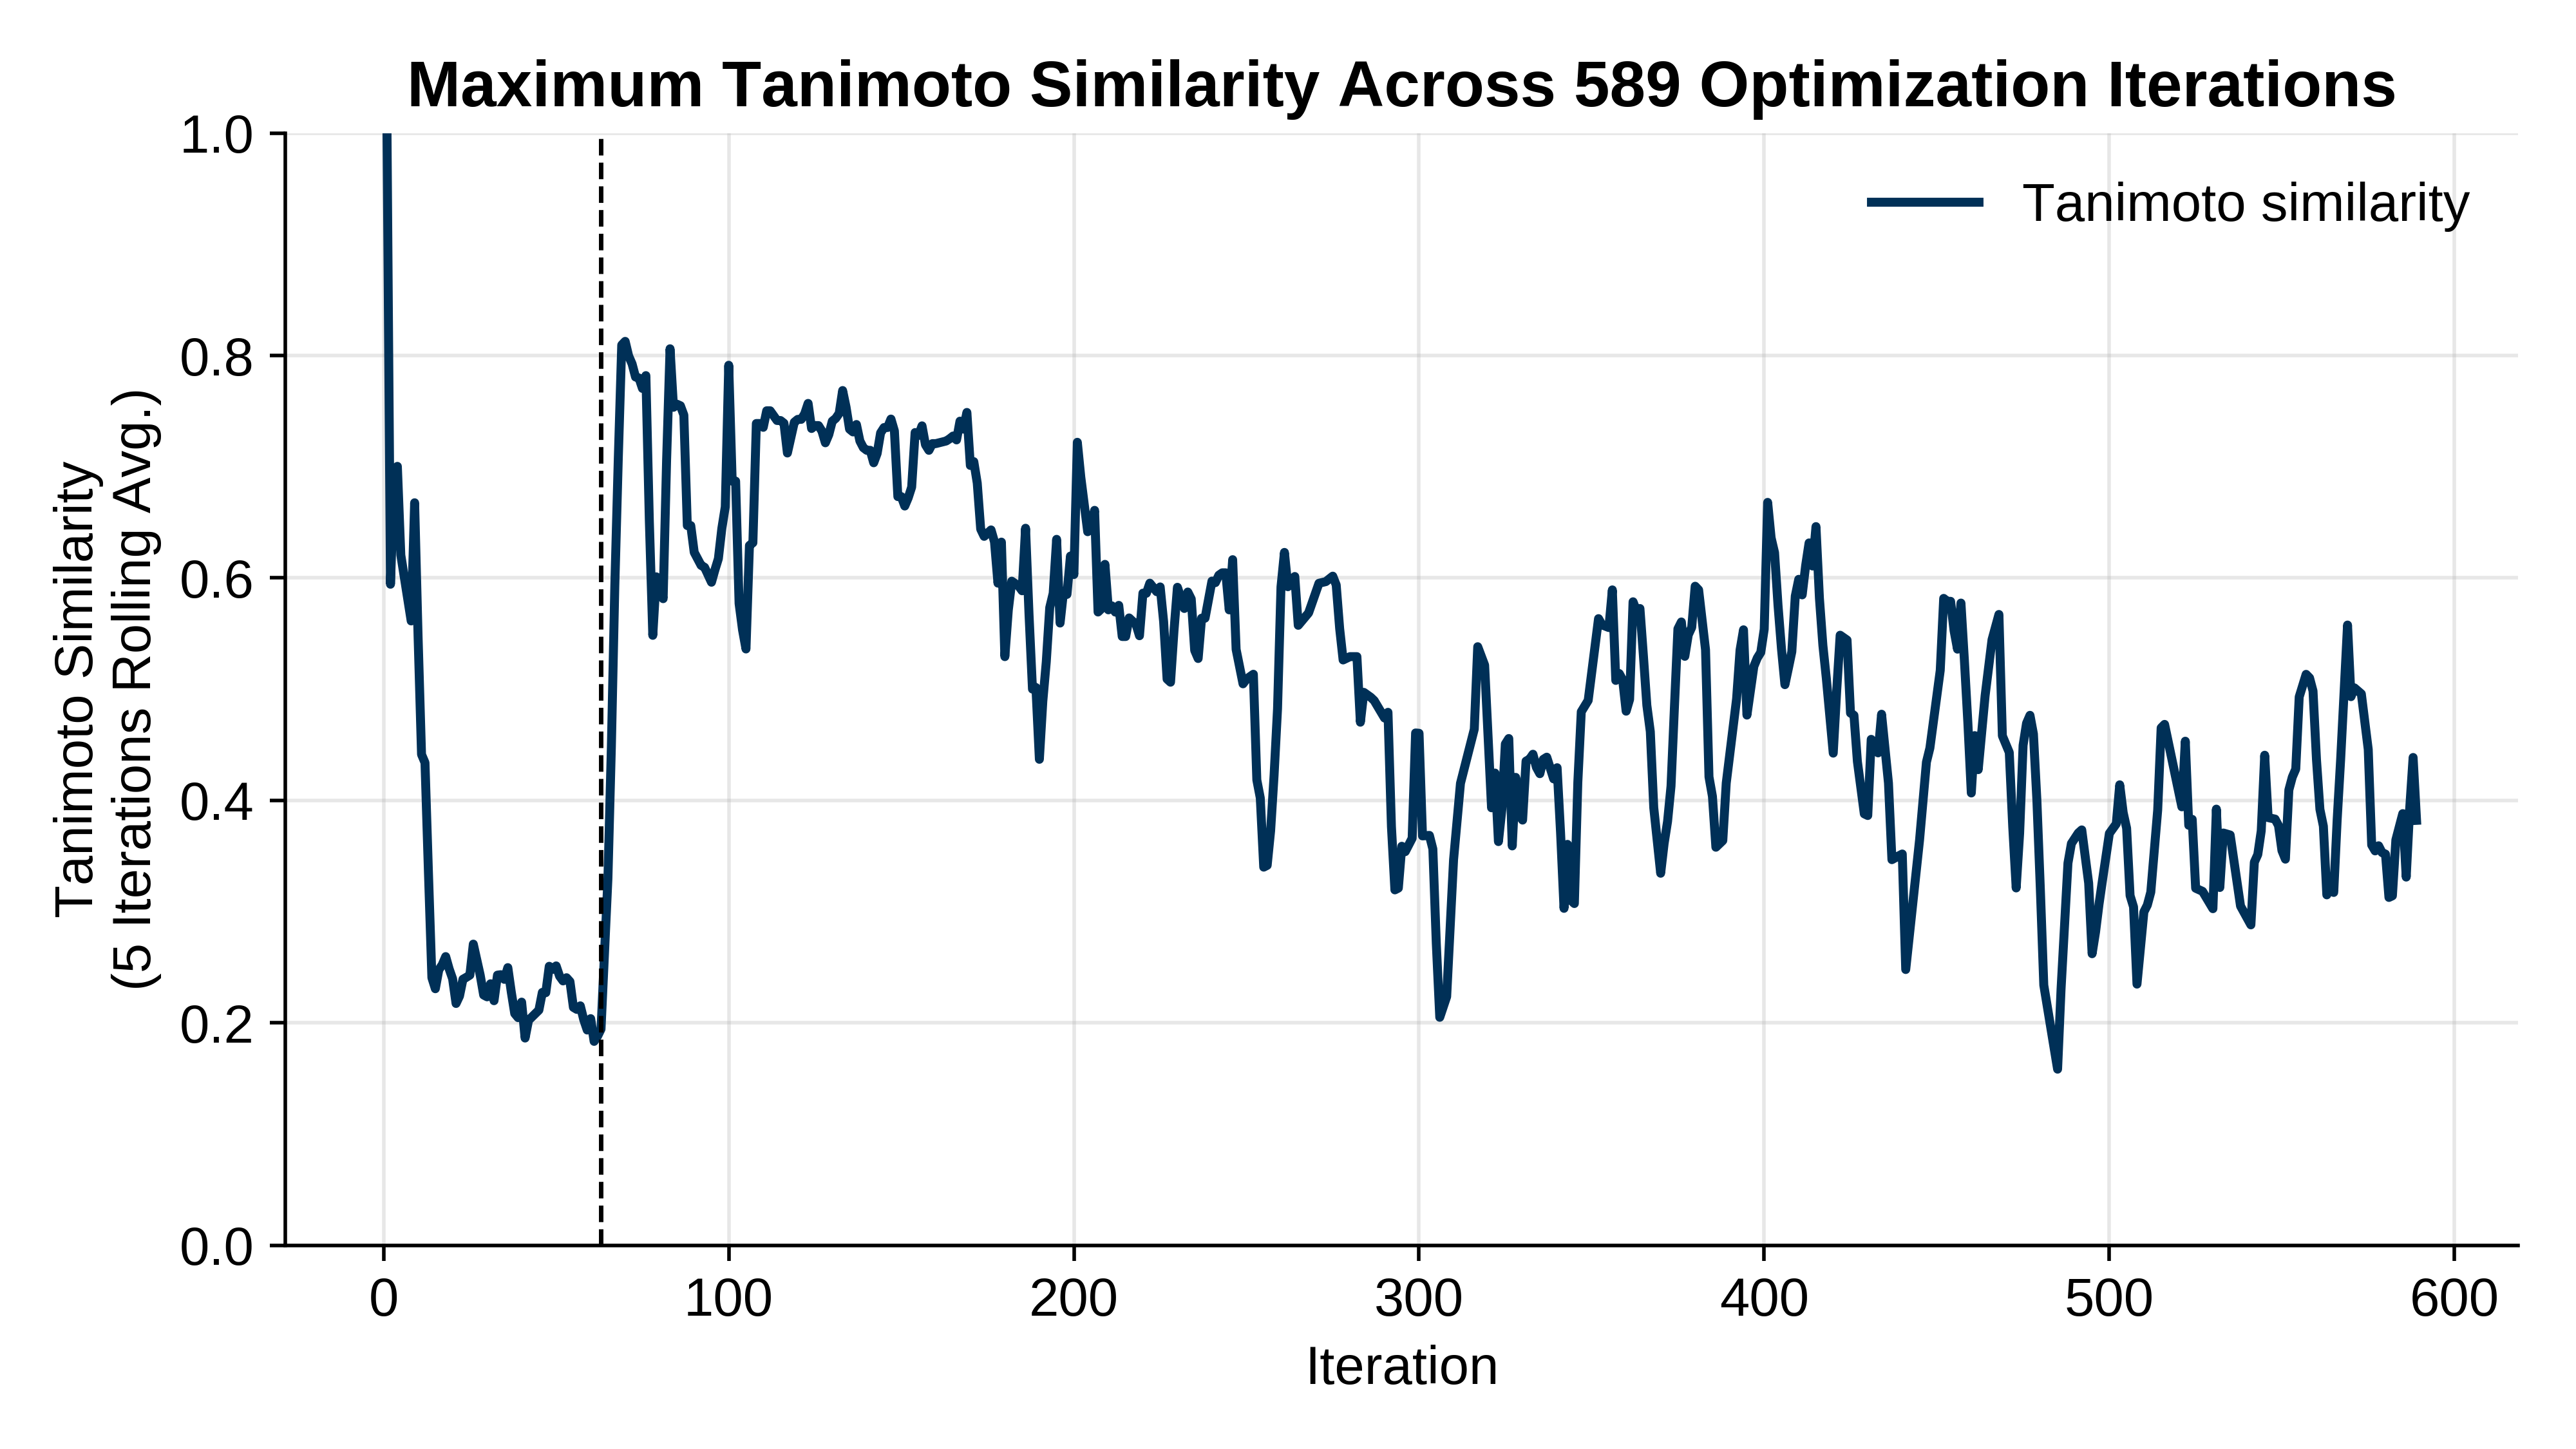 Maximum Tanimoto Similarity Across 589 Optimization Iterations
Tanimoto similarity
Tanimoto Similarity
(5 Iterations Rolling Avg.)
1.0
0.8
0.6
0.4
0.2
0.0
0 100 200 300 400 500 600
Iteration